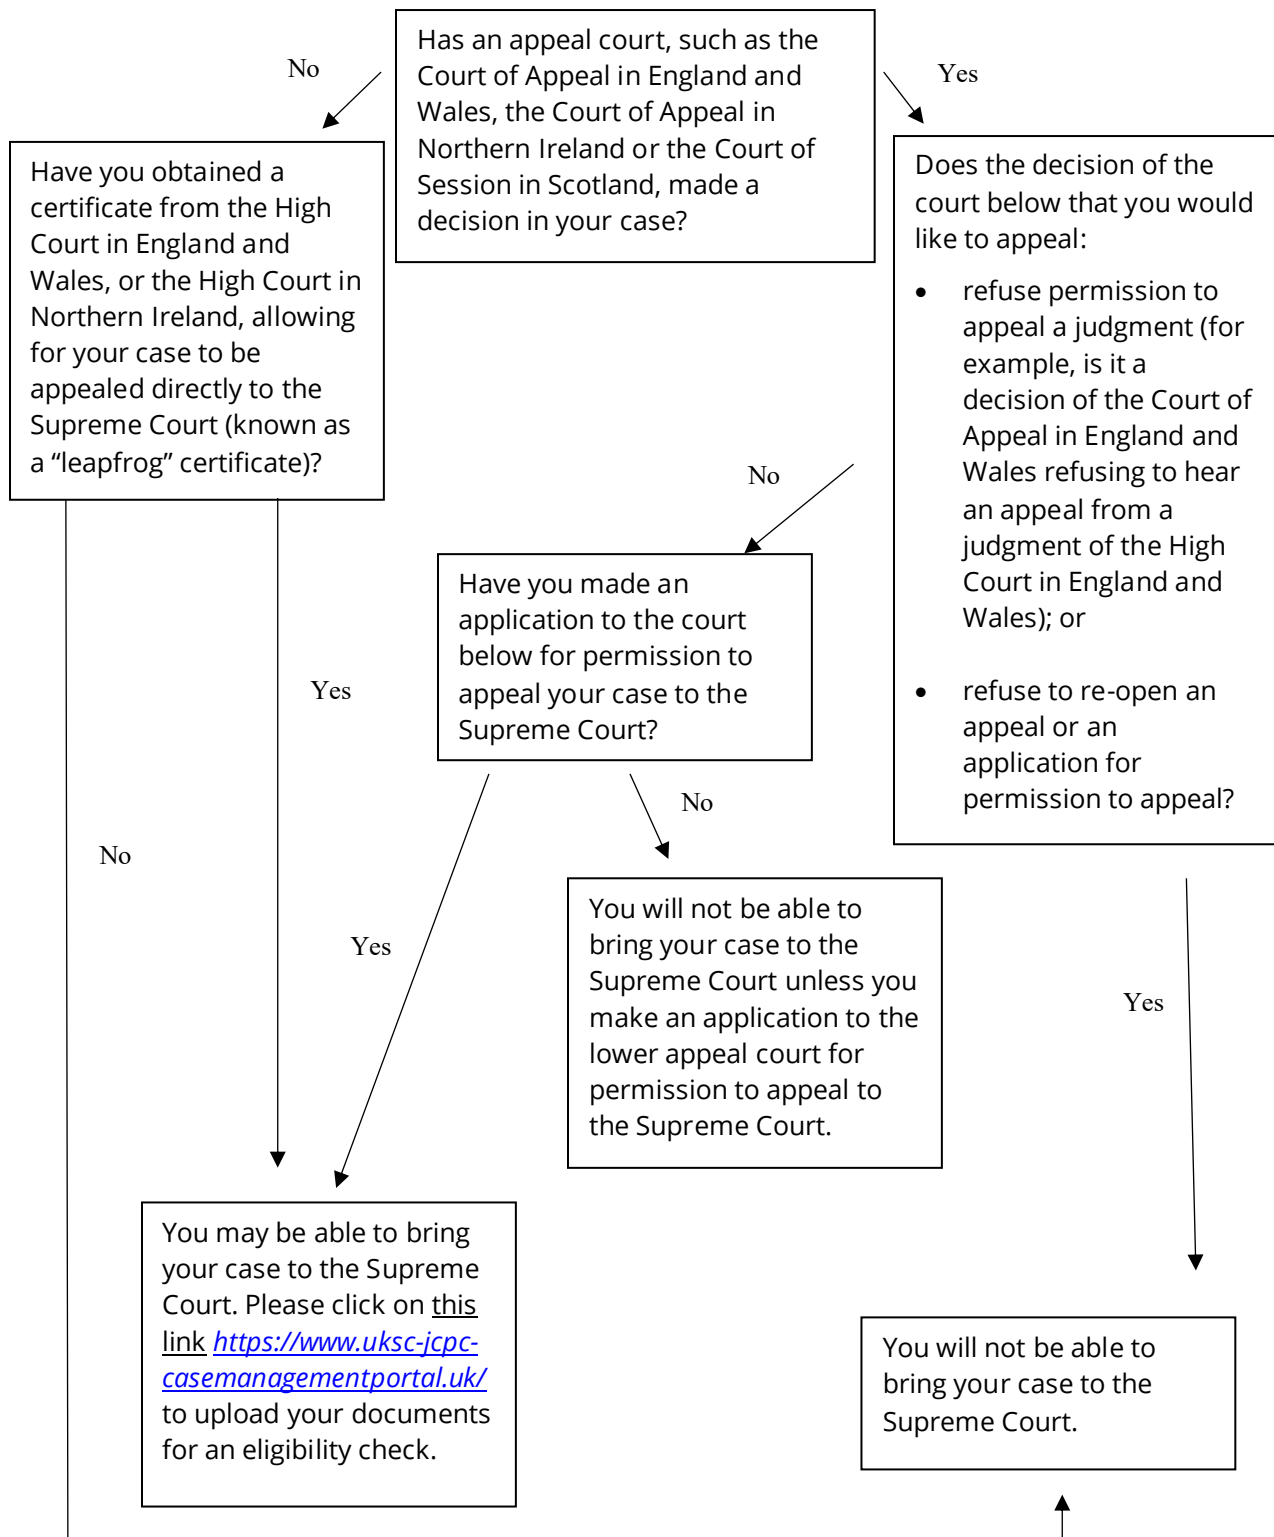 Has an appeal court, such as the
Court of Appeal in England and
Wales, the Court of Appeal in
Northern Ireland or the Court of
Session in Scotland, made a
decision in your case?
No
Yes
Have you obtained a
certificate from the High
Court in England and
Wales, or the High Court in
Northern Ireland, allowing
for your case to be
appealed directly to the
Supreme Court (known as
a “leapfrog” certificate)?
Does the decision of the
court below that you would
like to appeal:
• refuse permission to
appeal a judgment (for
example, is it a
decision of the Court of
Appeal in England and
Wales refusing to hear
an appeal from a
judgment of the High
Court in England and
Wales); or
• refuse to re-open an
appeal or an
application for
permission to appeal?
No
Have you made an
application to the court
below for permission to
appeal your case to the
Supreme Court?
Yes
No
No
Yes
Yes
You will not be able to
bring your case to the
Supreme Court unless you
make an application to the
lower appeal court for
permission to appeal to
the Supreme Court.
You may be able to bring
your case to the Supreme
Court. Please click on this
link https://www.uksc-jcpc-
casemanagementportal.uk/
to upload your documents
for an eligibility check.
You will not be able to
bring your case to the
Supreme Court.